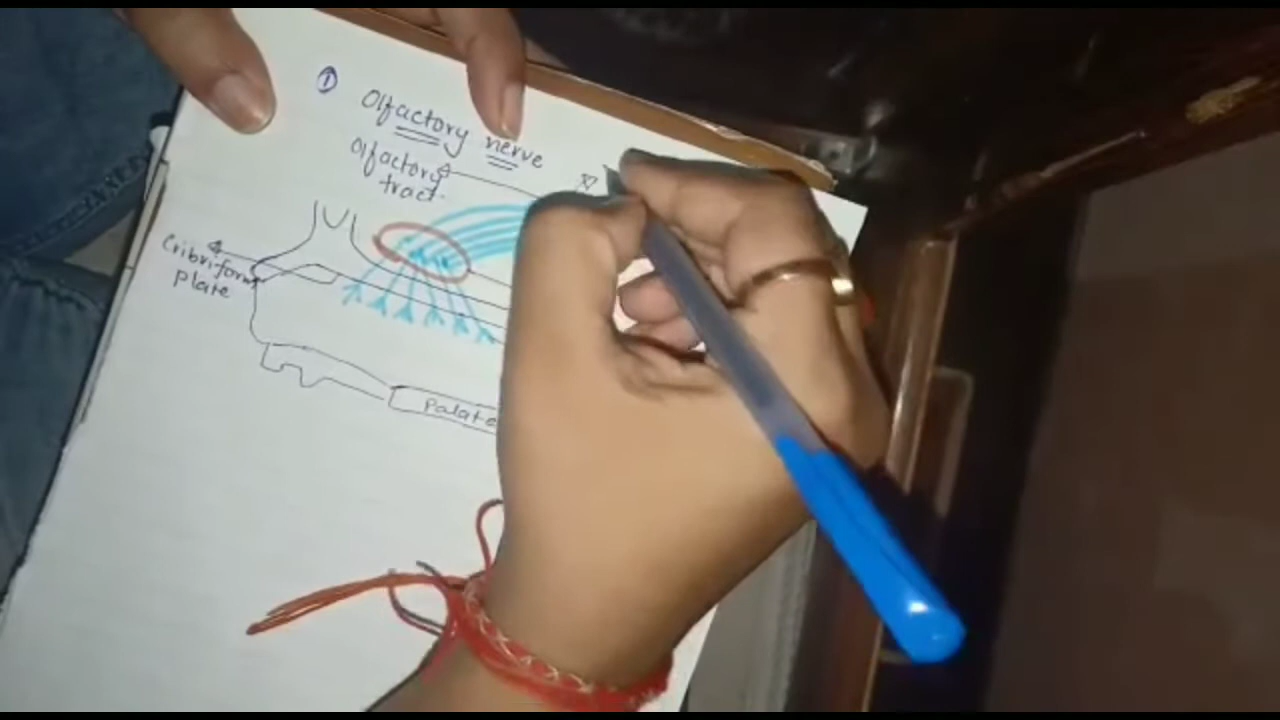 ① Olfactory nerve
Olfactory
tract.
Cribriform
plate
Palate